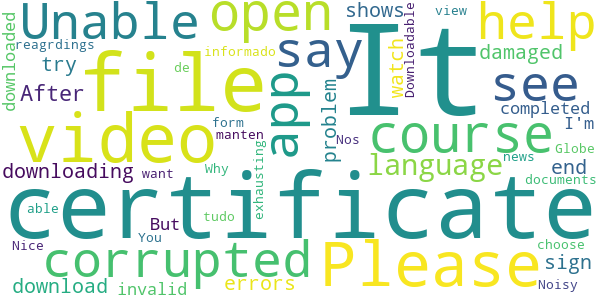 Unable
open
shows
view
help
downloaded
reagrdings
informado
say
It
watch
Downloadable
damaged
try
de
file
app
see
After
problem
completed
video
form
manten
Nos
course
I'm
Globe
downloading
want
Why
exhausting
language
news
end
able
certificate
documents
But
tudo
You
Nice
corrupted
Please
choose
sign
download
invalid
errors
Noisy